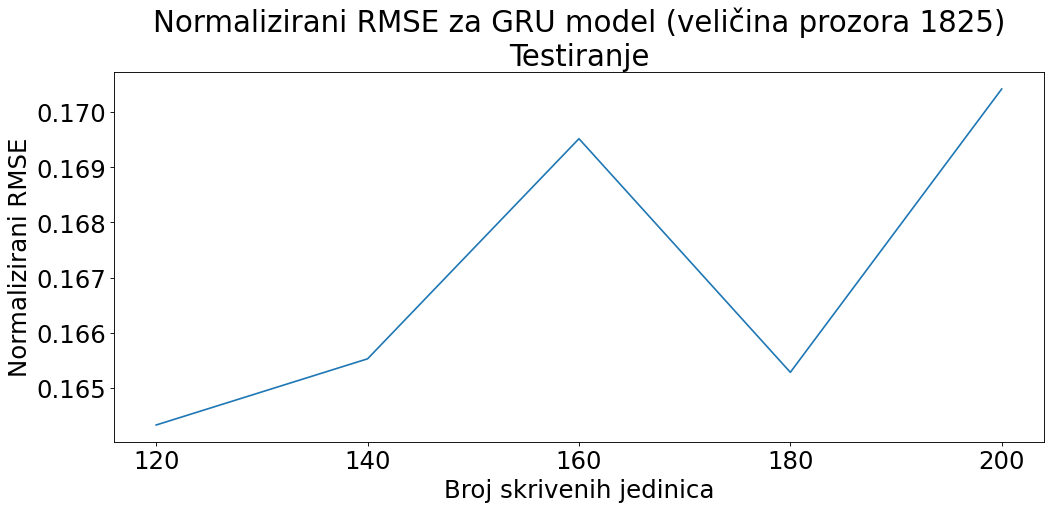 Normalizirani RMSE za GRU model (veličina prozora 1825)
Testiranje
Normalizirani RMSE
0.170
0.169
0.168
0.167
0.166
0.165
120 140 160 180 200
Broj skrivenih jedinica